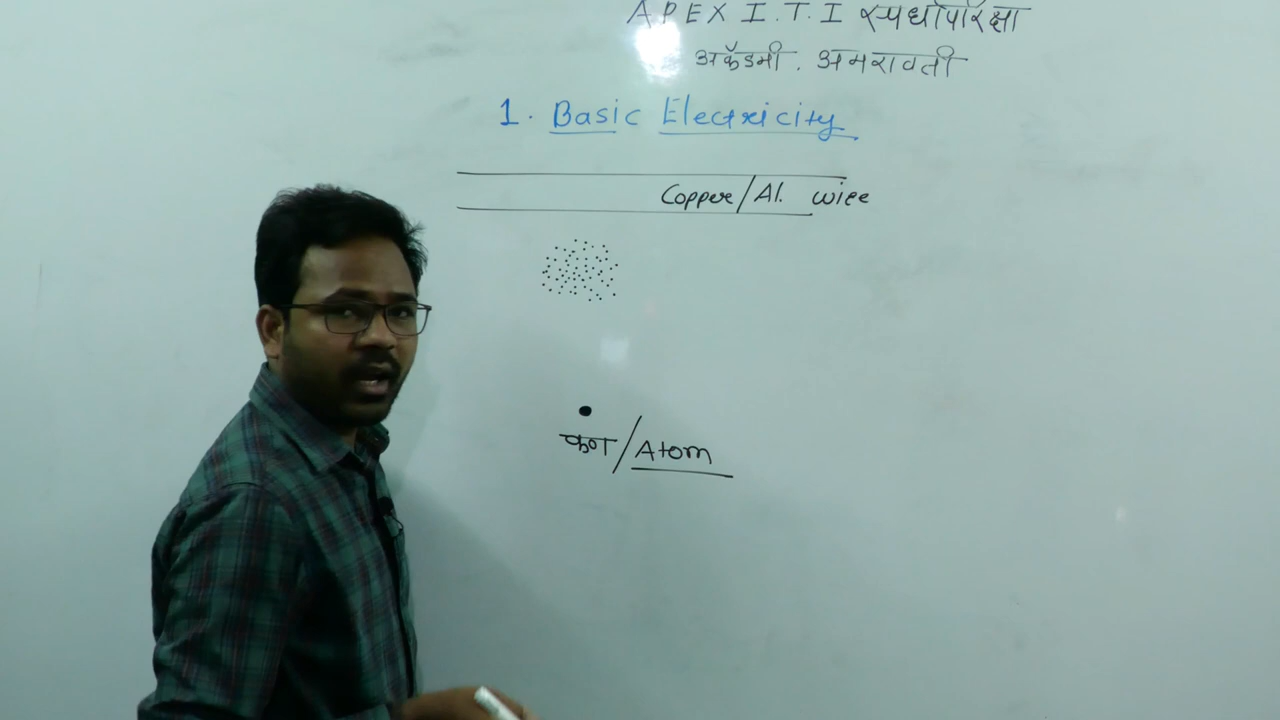 APEX I.T.I स्पर्धापरिक्षा
अकॅडमी. अमरावती
1. Basic Electricity
Copper/Al. wire
कण/Atom